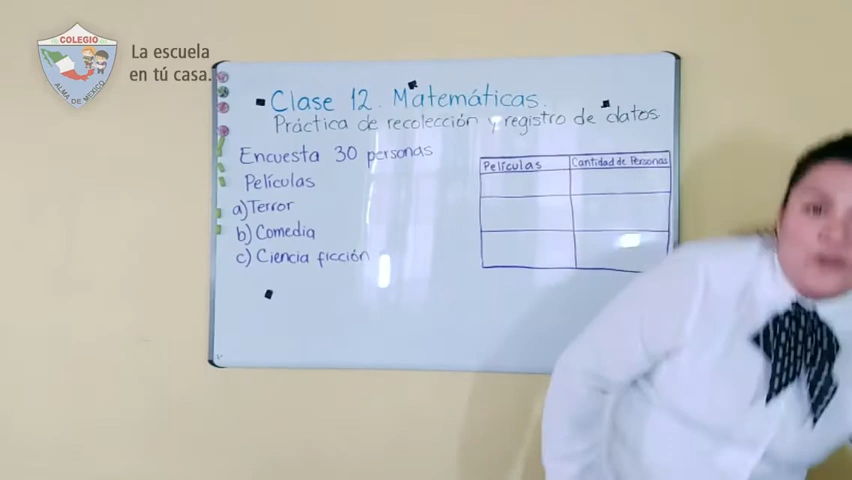 COLEGIO
ALMA DE MEXICO
La escuela
en tú casa.
Clase 12. Matemáticas.
Práctica de recolección y registro de datos
Encuesta 30 personas
Películas
a) Terror
b) Comedia
c) Ciencia ficción
Películas
Cantidad de Personas